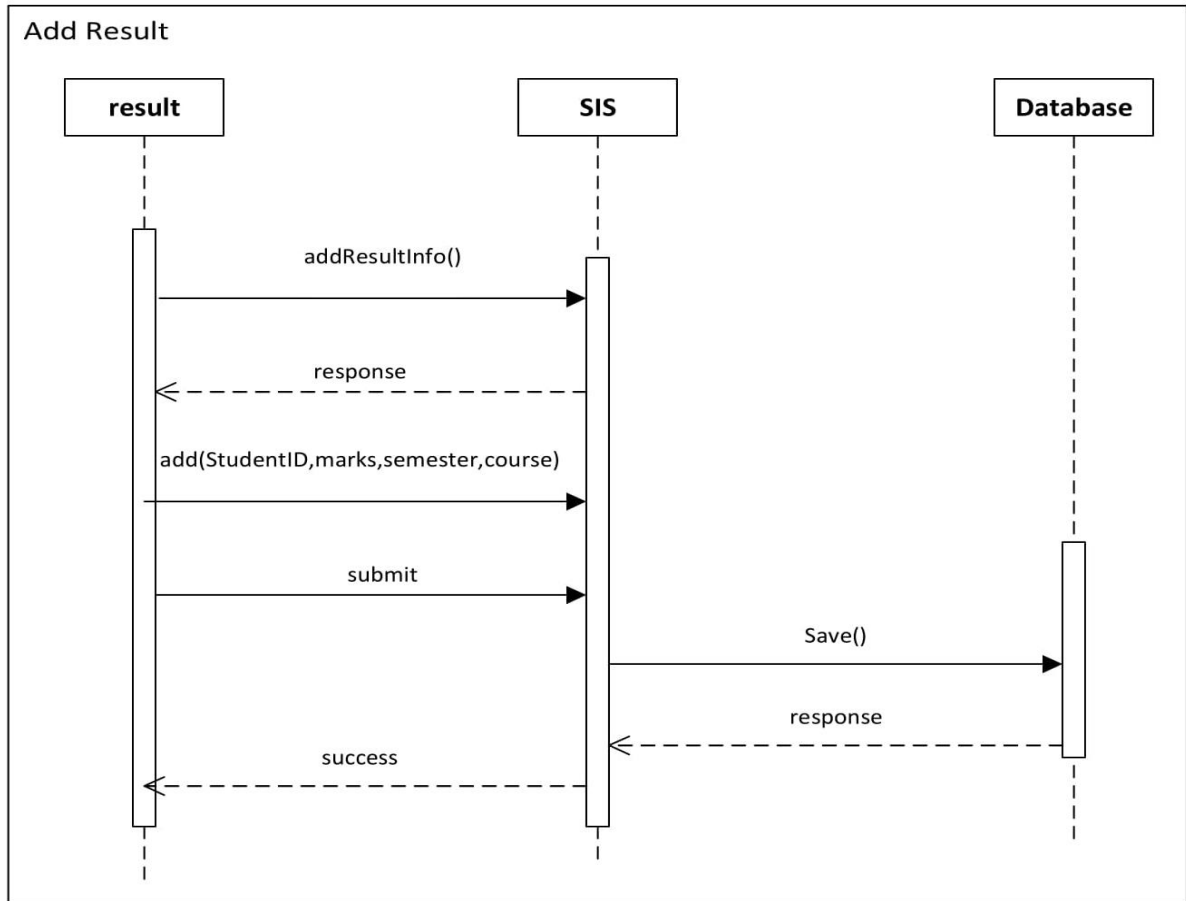 Add Result
result
SIS
Database
addResultInfo()
response
add(StudentID,marks,semester,course)
submit
Save()
response
success